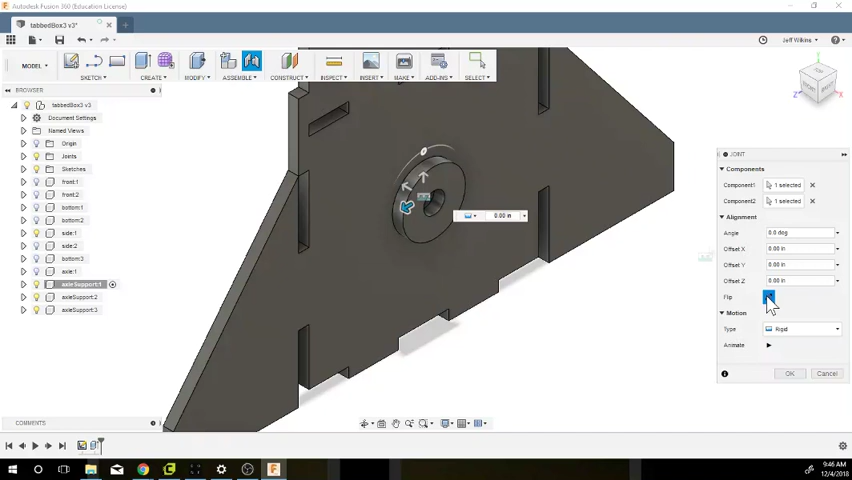 Autodesk Fusion 360 (Education License)
tabbedBox3 v3*
Jeff Wilkins
MODEL
SKETCH
CREATE
MODIFY
ASSEMBLE
CONSTRUCT
INSPECT
INSERT
MAKE
ADD-INS
SELECT
BROWSER
tabbedBox3 v3
Document Settings
Named Views
Origin
Joints
Sketches
front:1
front:2
bottom:1
bottom:2
side:1
side:2
bottom:3
axle:1
axleSupport:1
axleSupport:2
axleSupport:3
TOP
FRONT
RIGHT
X
Y
Z
0.00 in
JOINT
Components
Component1 1 selected
Component2 1 selected
Alignment
Angle 0.0 deg
Offset X 0.00 in
Offset Y 0.00 in
Offset Z 0.00 in
Flip
Motion
Type Rigid
Animate
OK Cancel
COMMENTS
9:46 AM
12/4/2018